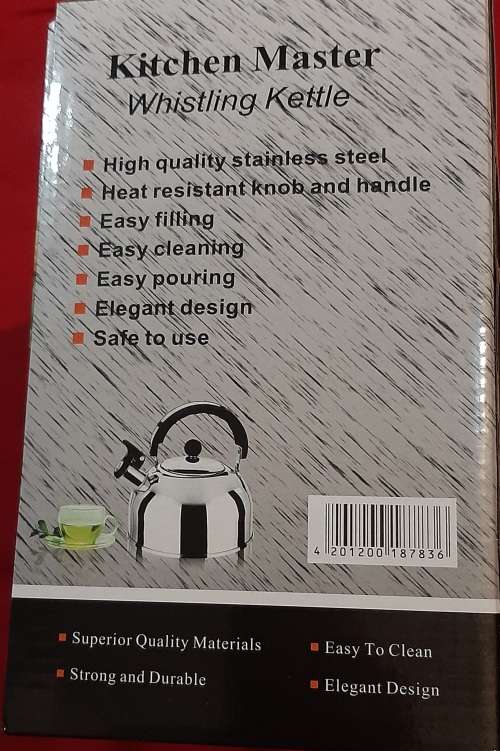 Kitchen Master
Whistling Kettle
High quality stainless steel
Heat resistant knob and handle
Easy filling
Easy cleaning
Easy pouring
Elegant design
Safe to use
4 201200 187836
Superior Quality Materials
Easy To Clean
Strong and Durable
Elegant Design